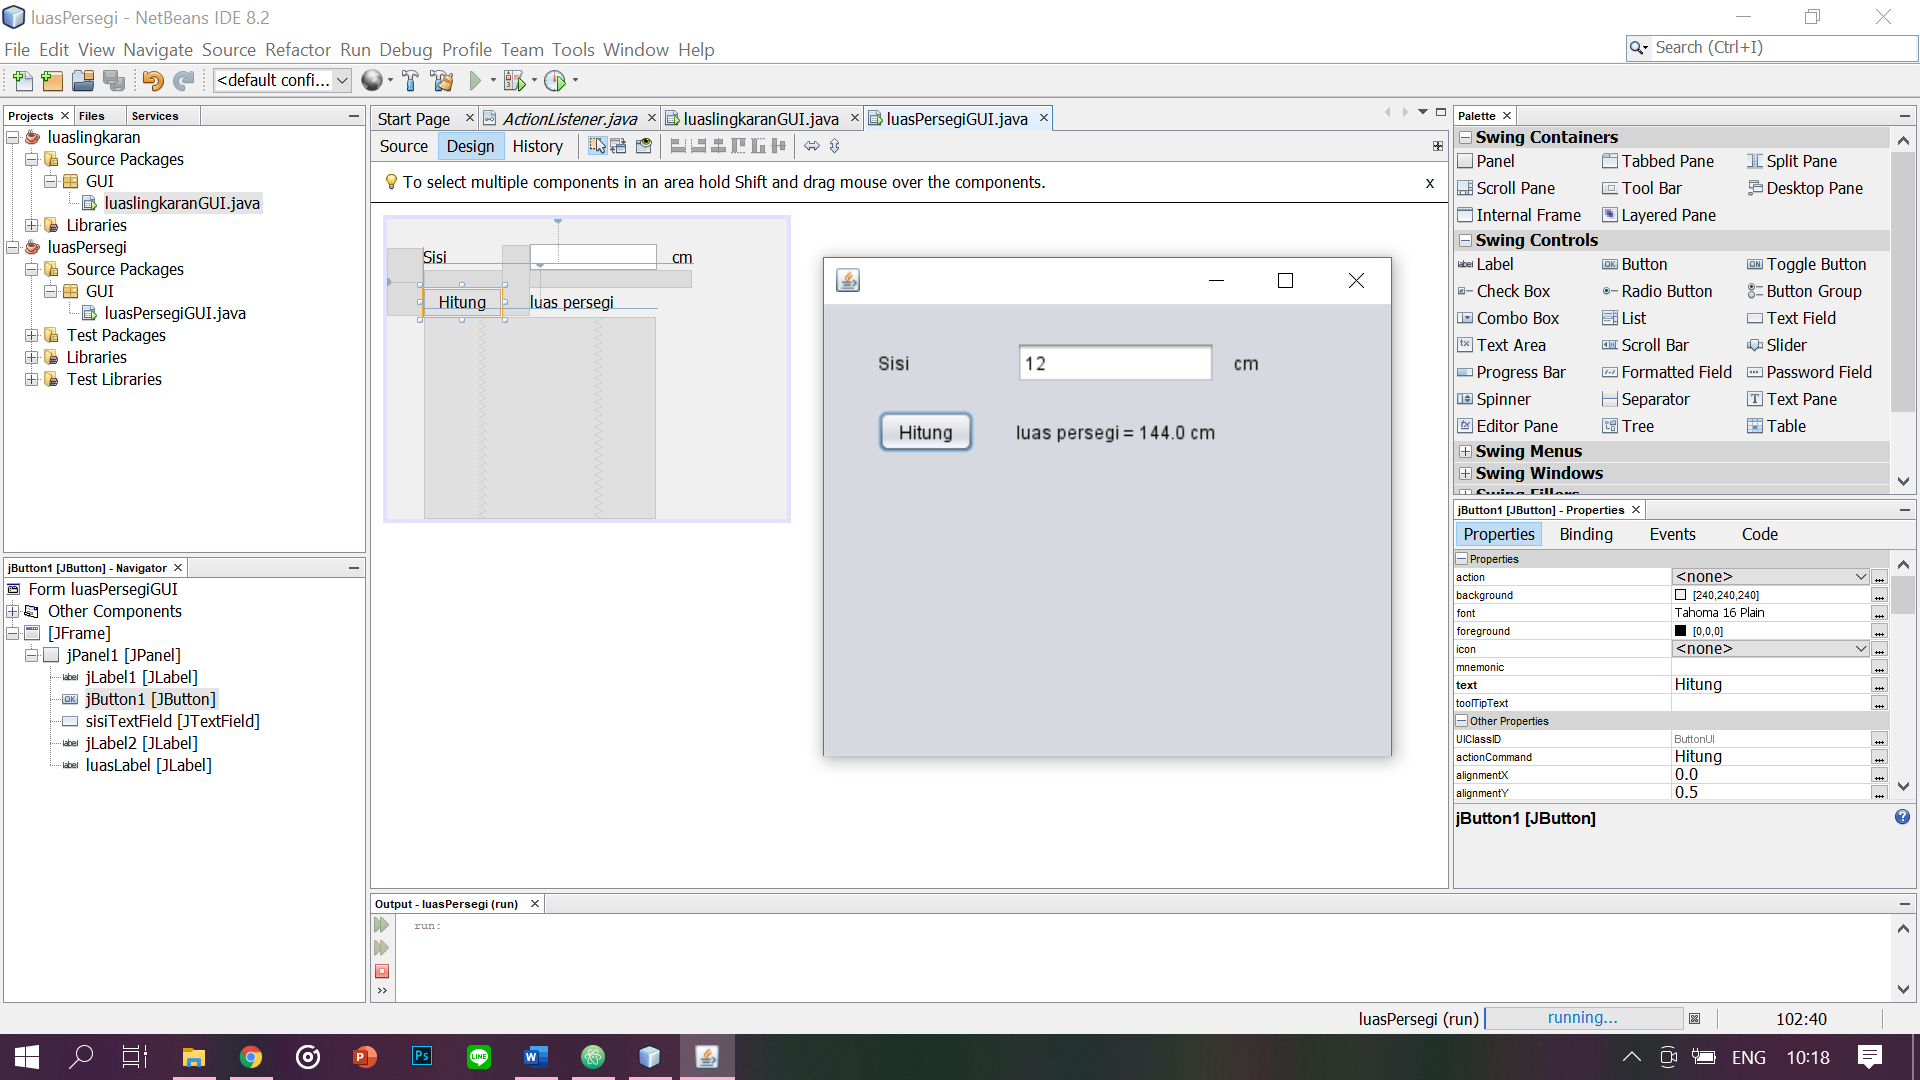 luasPersegi - NetBeans IDE 8.2
File Edit View Navigate Source Refactor Run Debug Profile Team Tools Window Help
Search (Ctrl+I)
<default confi...
Projects Files Services
luaslingkaran
Source Packages
GUI
luaslingkaranGUI.java
Libraries
luasPersegi
Source Packages
GUI
luasPersegiGUI.java
Test Packages
Libraries
Test Libraries
jButton1 [JButton] - Navigator
Form luasPersegiGUI
Other Components
[JFrame]
jPanel1 [JPanel]
label jLabel1 [JLabel]
OK jButton1 [JButton]
sisiTextField [JTextField]
label jLabel2 [JLabel]
label luasLabel [JLabel]
Start Page ActionListener.java luaslingkaranGUI.java luasPersegiGUI.java
Source Design History
To select multiple components in an area hold Shift and drag mouse over the components. x
Sisi cm
Hitung luas persegi
Sisi 12 cm
Hitung luas persegi = 144.0 cm
Output - luasPersegi (run)
run:
Palette
Swing Containers
Panel Tabbed Pane Split Pane
Scroll Pane Tool Bar Desktop Pane
Internal Frame Layered Pane
Swing Controls
label Label OK Button ON Toggle Button
Check Box Radio Button Button Group
Combo Box List Text Field
Text Area Scroll Bar Slider
Progress Bar Formatted Field Password Field
Spinner Separator Text Pane
Editor Pane Tree Table
Swing Menus
Swing Windows
Swing Fillers
jButton1 [JButton] - Properties
Properties Binding Events Code
Properties
action <none> ...
background [240,240,240] ...
font Tahoma 16 Plain ...
foreground [0,0,0] ...
icon <none> ...
mnemonic ...
text Hitung ...
toolTipText ...
Other Properties
UIClassID ButtonUI ...
actionCommand Hitung ...
alignmentX 0.0 ...
alignmentY 0.5 ...
jButton1 [JButton]
luasPersegi (run) running... 102:40
ENG 10:18